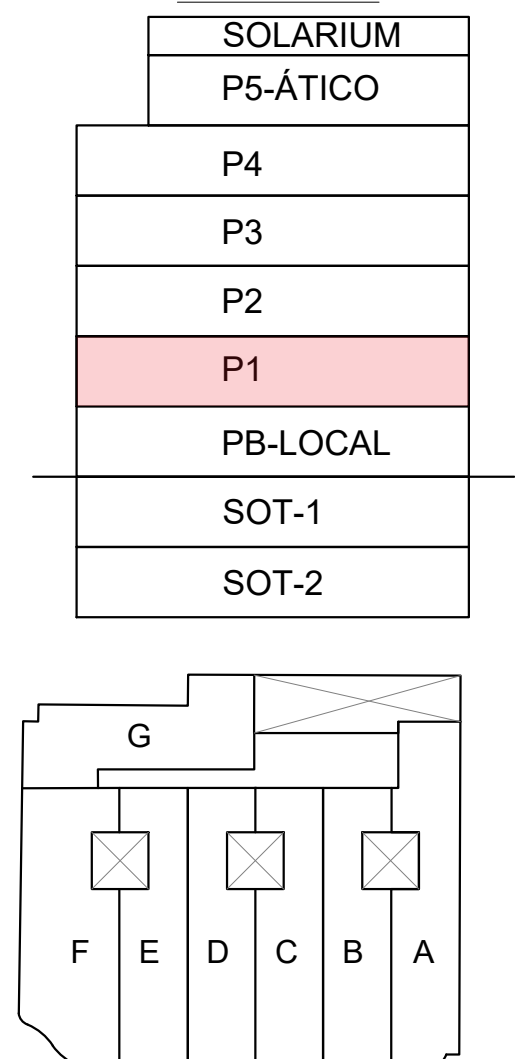 SOLARIUM
P5-ÁTICO
P4
P3
P2
P1
PB-LOCAL
SOT-1
SOT-2
G
F E D C B A